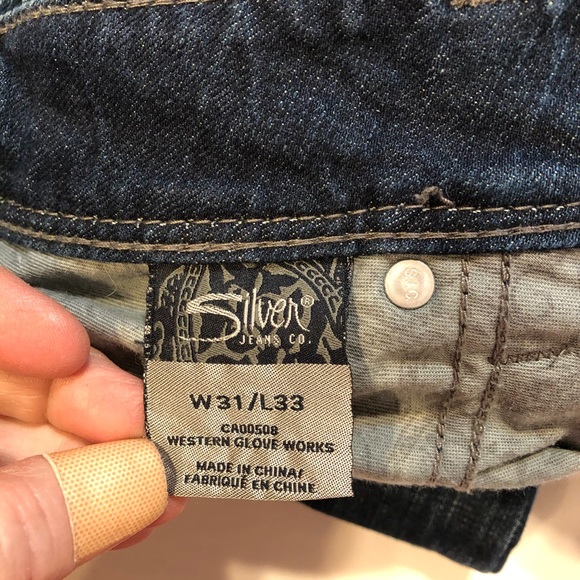 Silver®
JEANS CO.
W31/L33
CA00508
WESTERN GLOVE WORKS
MADE IN CHINA/
FABRIQUÉ EN CHINE